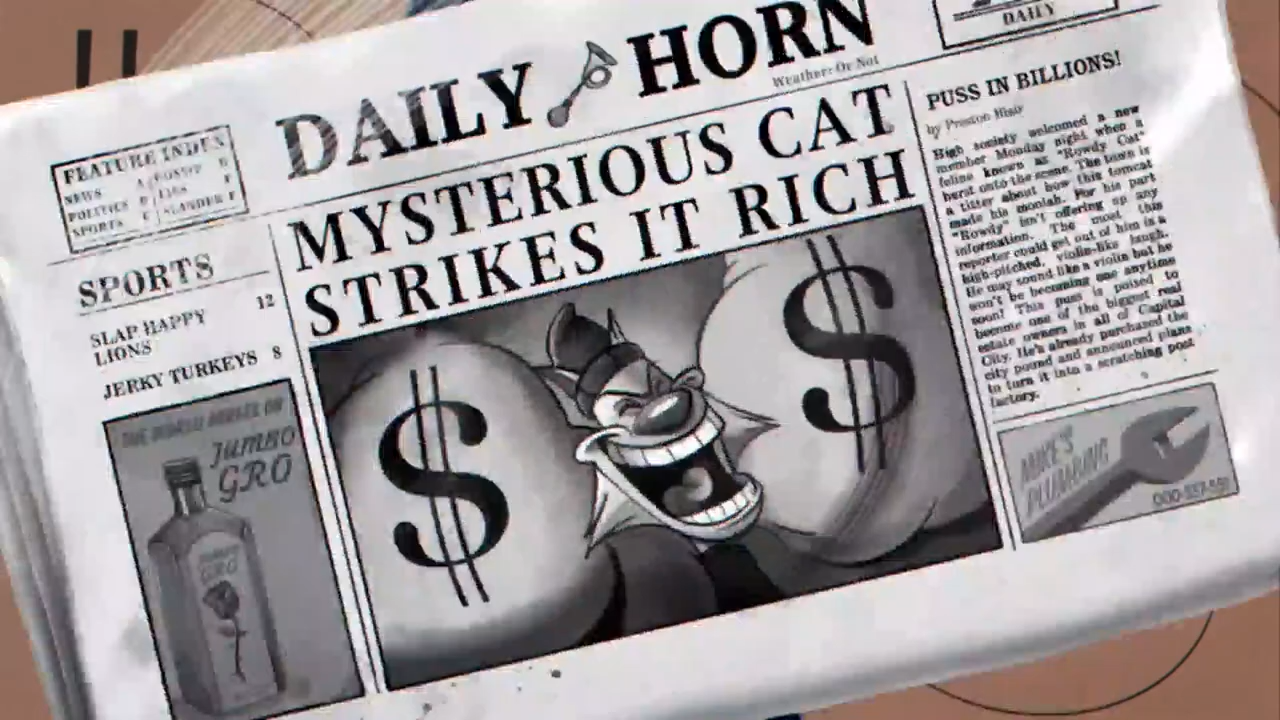 DAILY
DAILY HORN
Weather: Or Not
FEATURE INDEX
NEWS A
POLITICS
SPORTS
LIES F
SLANDER F
MYSTERIOUS CAT
STRIKES IT RICH
SPORTS
SLAP HAPPY 12
LIONS
JERKY TURKEYS 8
Jumbo
GRO
$
$
PUSS IN BILLIONS!
by Preston
High society welcomed a new
member Monday night when a
feline known as "Rowdy Cat"
burst onto the scene. The town is
a titter about how this tomcat
made his moolah. For his part
"Rowdy" isn't offering up any
information. The most this
reporter could get out of him is a
high-pitched, violin-like laugh.
He may sound like a violin but he
won't be becoming one anytime
soon! This puss is poised to
become one of the biggest real
estate owners in all of Capital
City. He's already purchased the
city pound and announced plans
to turn it into a scratching post
factory.
MIKE'S
PLUMBING